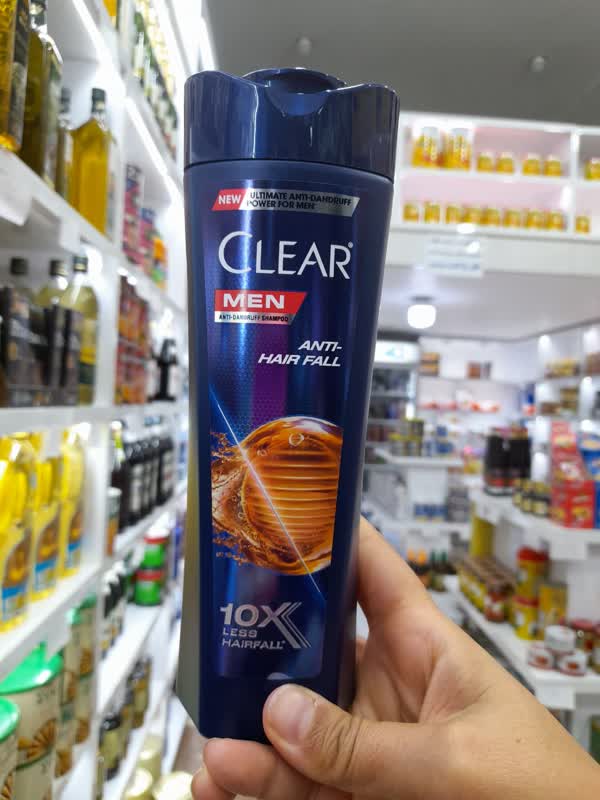 NEW ULTIMATE ANTI-DANDRUFF
POWER FOR MEN*
CLEAR®
MEN
ANTI-DANDRUFF SHAMPOO
ANTI-
HAIR FALL
10X
LESS
HAIRFALL*